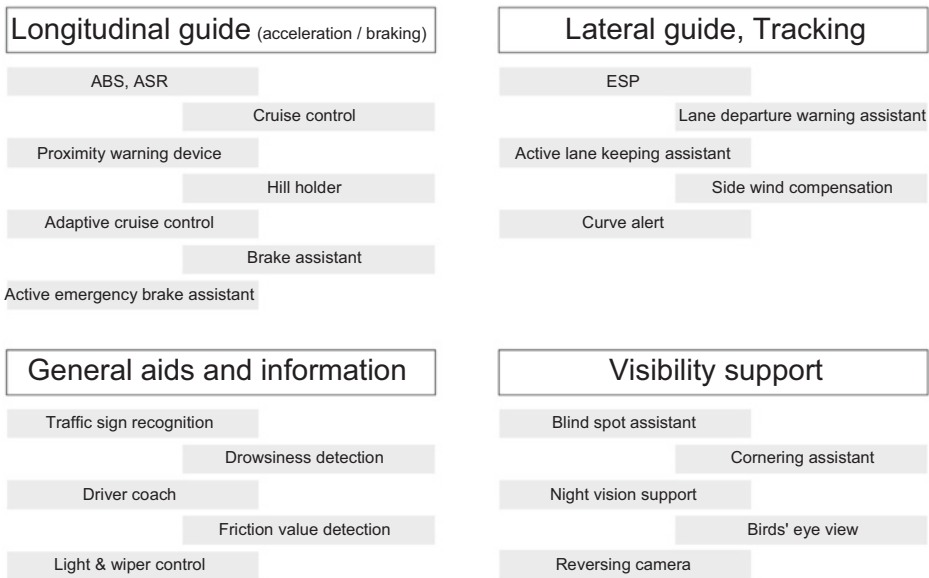 Longitudinal guide (acceleration / braking)
ABS, ASR
Cruise control
Proximity warning device
Hill holder
Adaptive cruise control
Brake assistant
Active emergency brake assistant
Lateral guide, Tracking
ESP
Lane departure warning assistant
Active lane keeping assistant
Side wind compensation
Curve alert
General aids and information
Traffic sign recognition
Drowsiness detection
Driver coach
Friction value detection
Light & wiper control
Visibility support
Blind spot assistant
Cornering assistant
Night vision support
Birds' eye view
Reversing camera